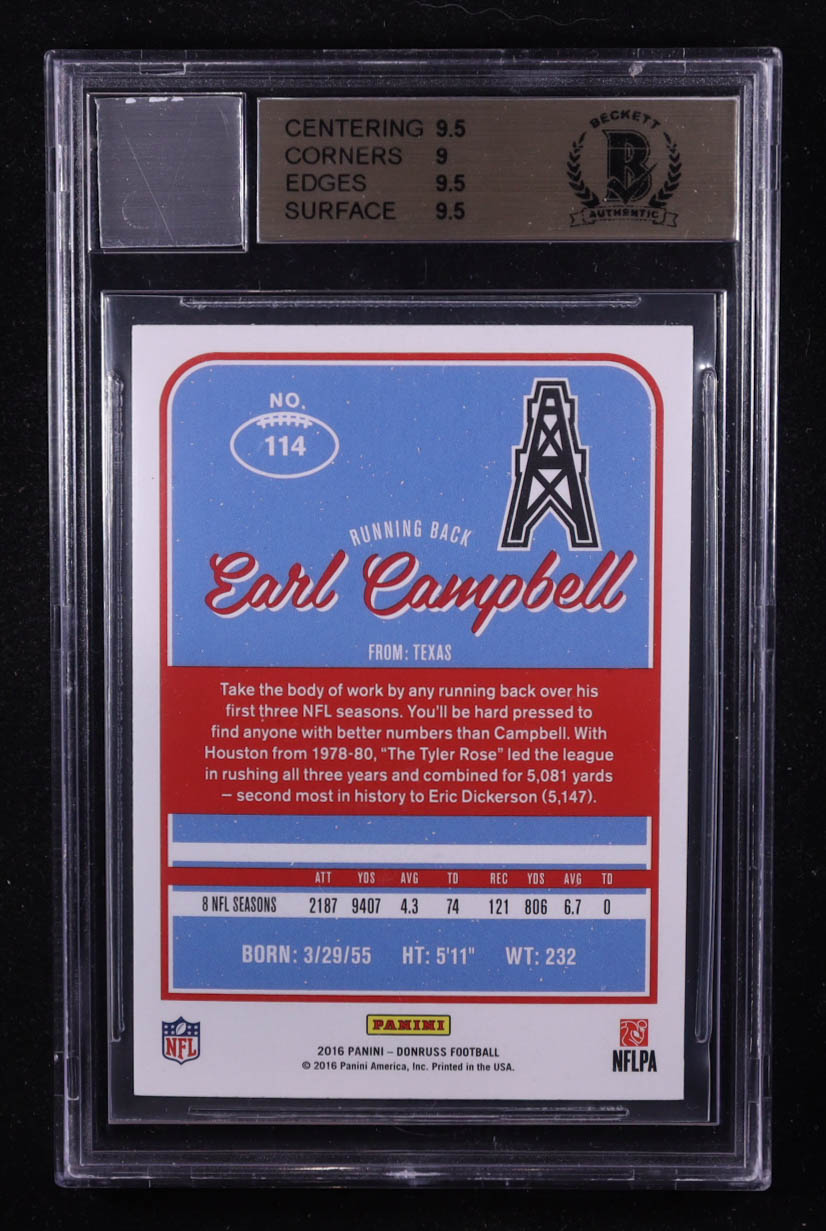 CENTERING 9.5
CORNERS 9
EDGES 9.5
SURFACE 9.5
BECKETT
B
AUTHENTIC
NO.
114
RUNNING BACK
Earl Campbell
FROM: TEXAS
Take the body of work by any running back over his
first three NFL seasons. You'll be hard pressed to
find anyone with better numbers than Campbell. With
Houston from 1978-80, "The Tyler Rose" led the league
in rushing all three years and combined for 5,081 yards
– second most in history to Eric Dickerson (5,147).
ATT YDS AVG TD REC YDS AVG TD
8 NFL SEASONS 2187 9407 4.3 74 121 806 6.7 0
BORN: 3/29/55 HT: 5'11" WT: 232
NFL
PANINI
2016 PANINI – DONRUSS FOOTBALL
© 2016 Panini America, Inc. Printed in the USA.
NFLPA